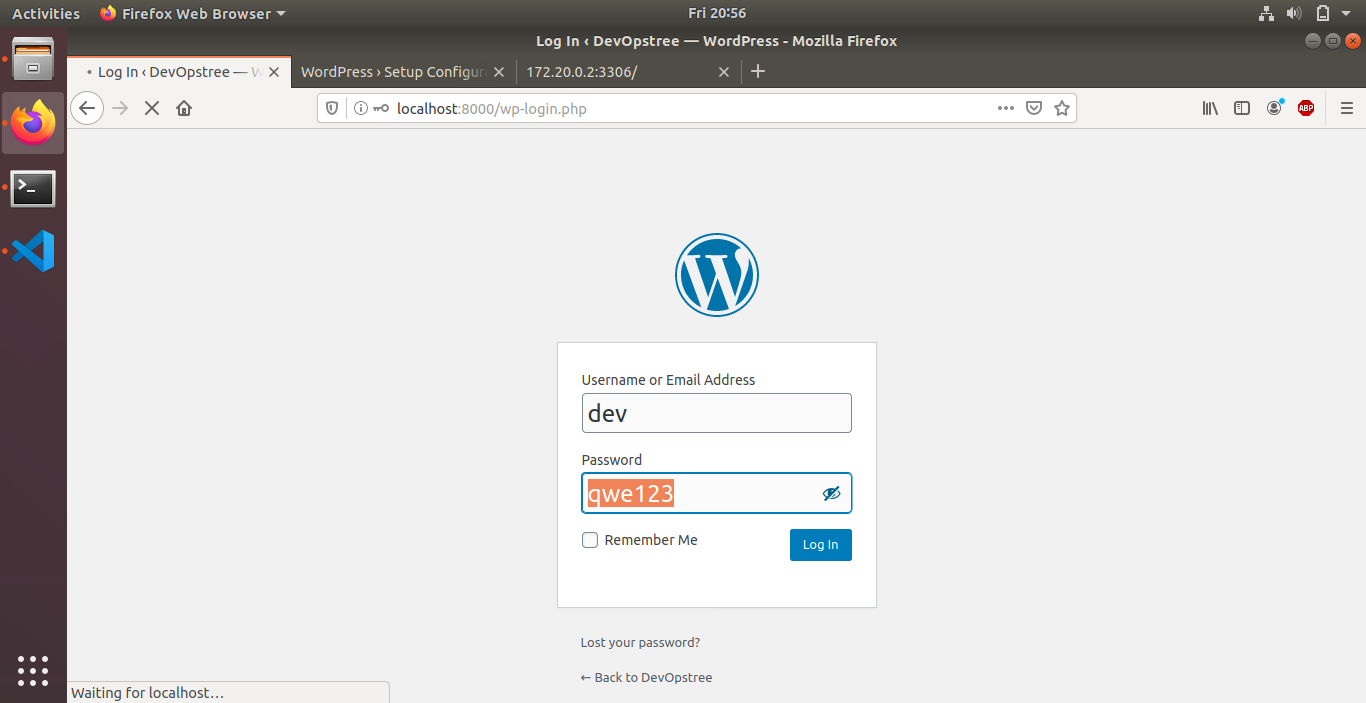 Activities Firefox Web Browser Fri 20:56
Log In ‹ DevOpstree — WordPress - Mozilla Firefox
• Log In ‹ DevOpstree — W WordPress › Setup Configur 172.20.0.2:3306/
localhost:8000/wp-login.php
ABP
W
Username or Email Address
dev
Password
qwe123
Remember Me Log In
Lost your password?
← Back to DevOpstree
Waiting for localhost…